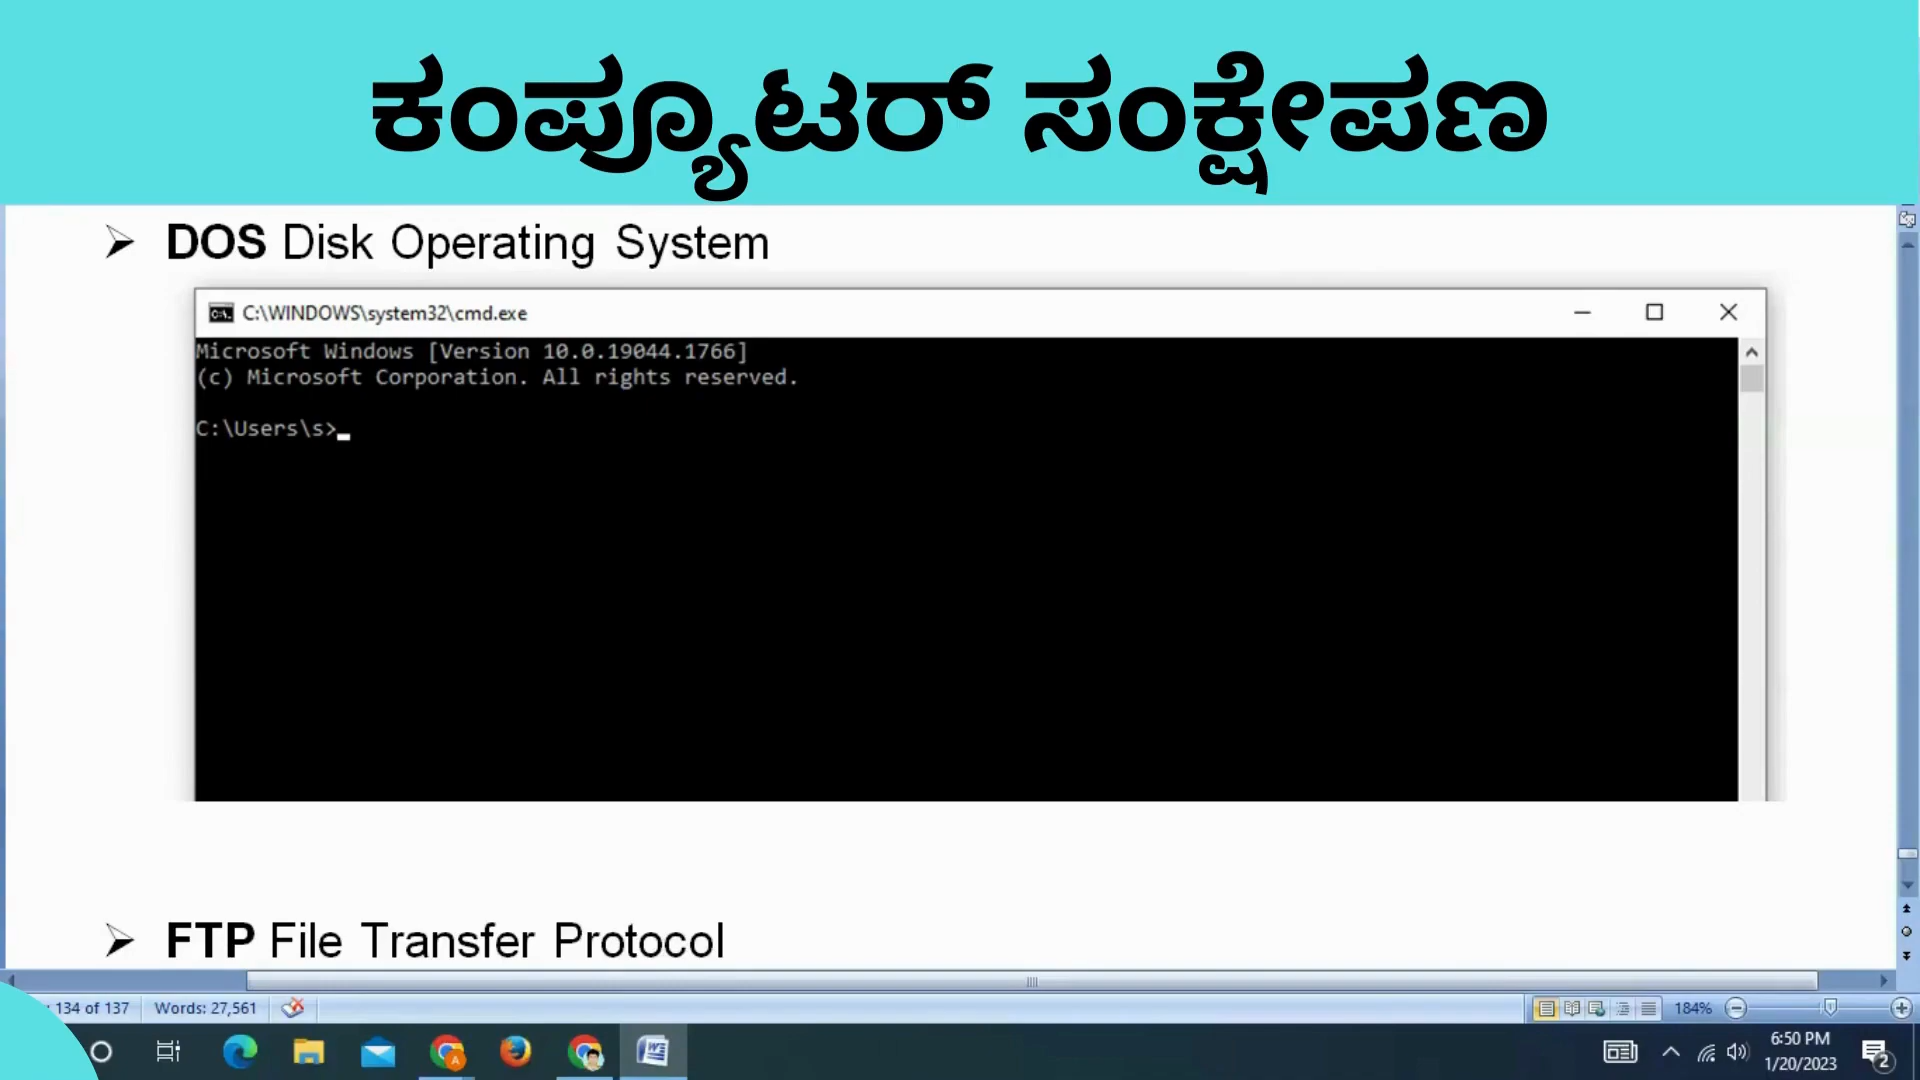 ಕಂಪ್ಯೂಟರ್ ಸಂಕ್ಷೇಪಣ
DOS Disk Operating System
C:\WINDOWS\system32\cmd.exe
Microsoft Windows [Version 10.0.19044.1766]
(c) Microsoft Corporation. All rights reserved.
C:\Users\s>
FTP File Transfer Protocol
: 134 of 137 Words: 27,561 184%
6:50 PM
1/20/2023
2